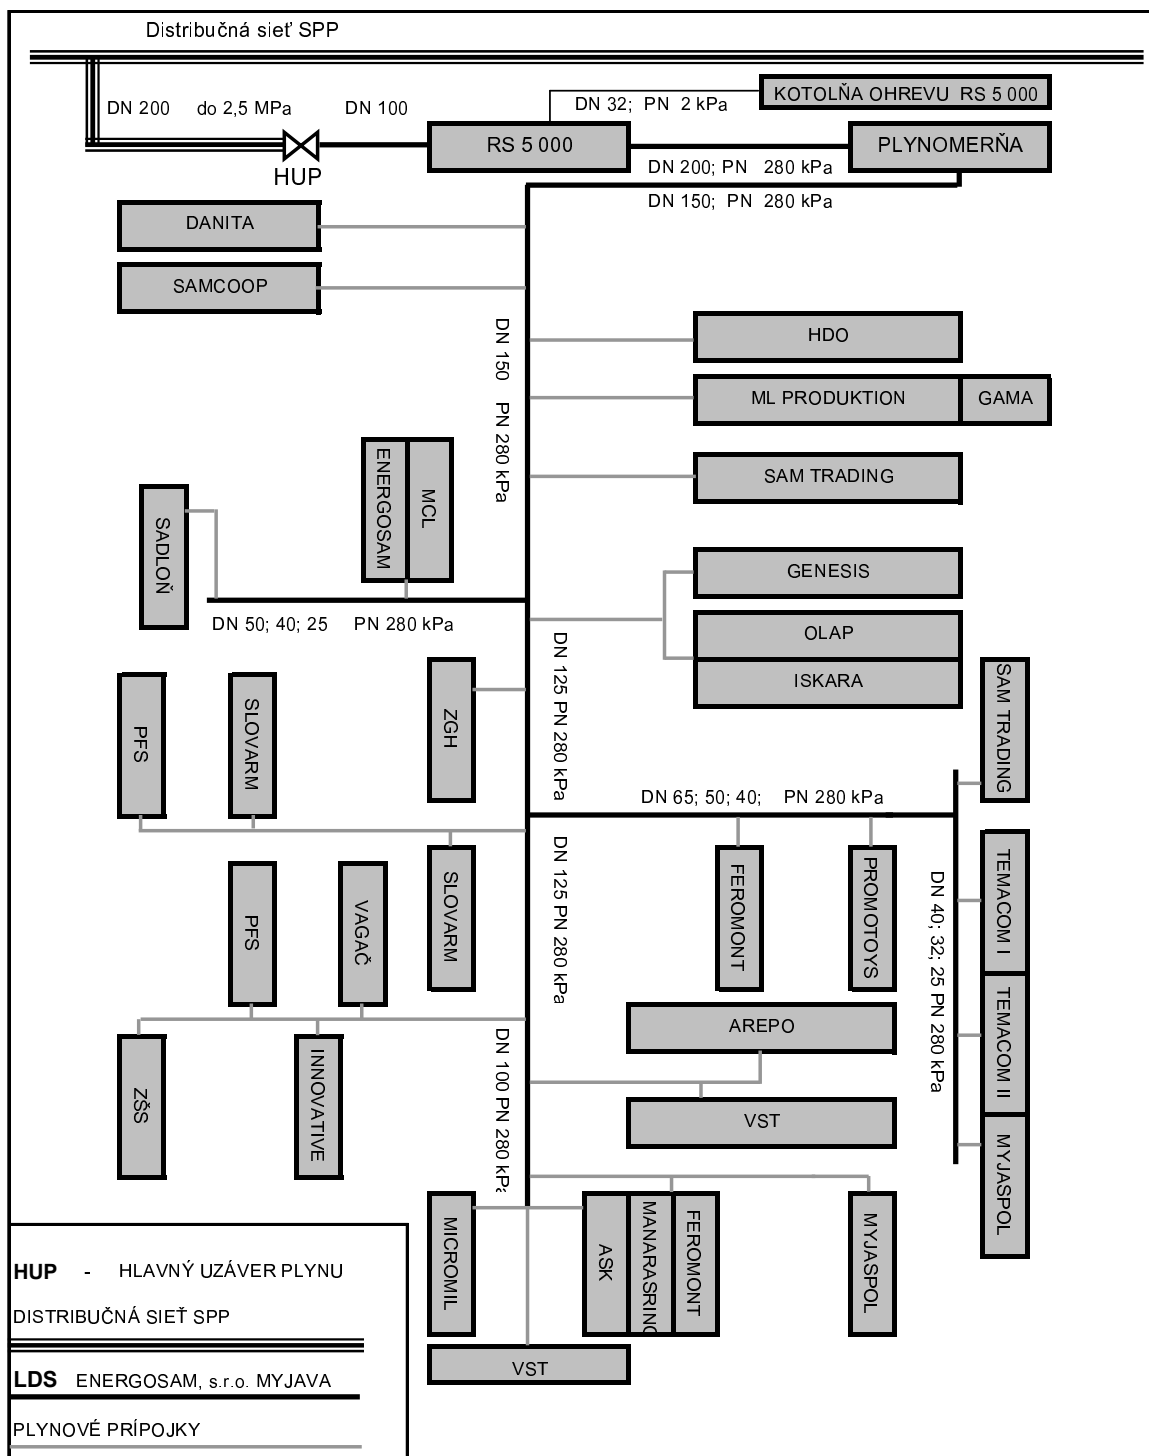 Distribučná sieť SPP
DN 200 do 2,5 MPa DN 100
DN 32; PN 2 kPa
KOTOLŇA OHREVU RS 5 000
HUP
RS 5 000
PLYNOMERŇA
DN 200; PN 280 kPa
DN 150; PN 280 kPa
DANITA
SAMCOOP
DN 150 PN 280 kPa
HDO
ML PRODUKTION
GAMA
SAM TRADING
ENERGOSAM
MCL
SADLOŇ
DN 50; 40; 25 PN 280 kPa
GENESIS
OLAP
ISKARA
DN 125 PN 280 kPa
SAM TRADING
PFS
SLOVARM
ZGH
DN 65; 50; 40; PN 280 kPa
PFS
VAGAČ
SLOVARM
DN 125 PN 280 kPa
FEROMONT
PROMOTOYS
DN 40; 32; 25 PN 280 kPa
TEMACOM I
TEMACOM II
MYJASPOL
AREPO
VST
ZŠS
INNOVATIVE
DN 100 PN 280 kPa
MICROMIL
ASK
MANARASRING
FEROMONT
MYJASPOL
VST
HUP - HLAVNÝ UZÁVER PLYNU
DISTRIBUČNÁ SIEŤ SPP
LDS ENERGOSAM, s.r.o. MYJAVA
PLYNOVÉ PRÍPOJKY